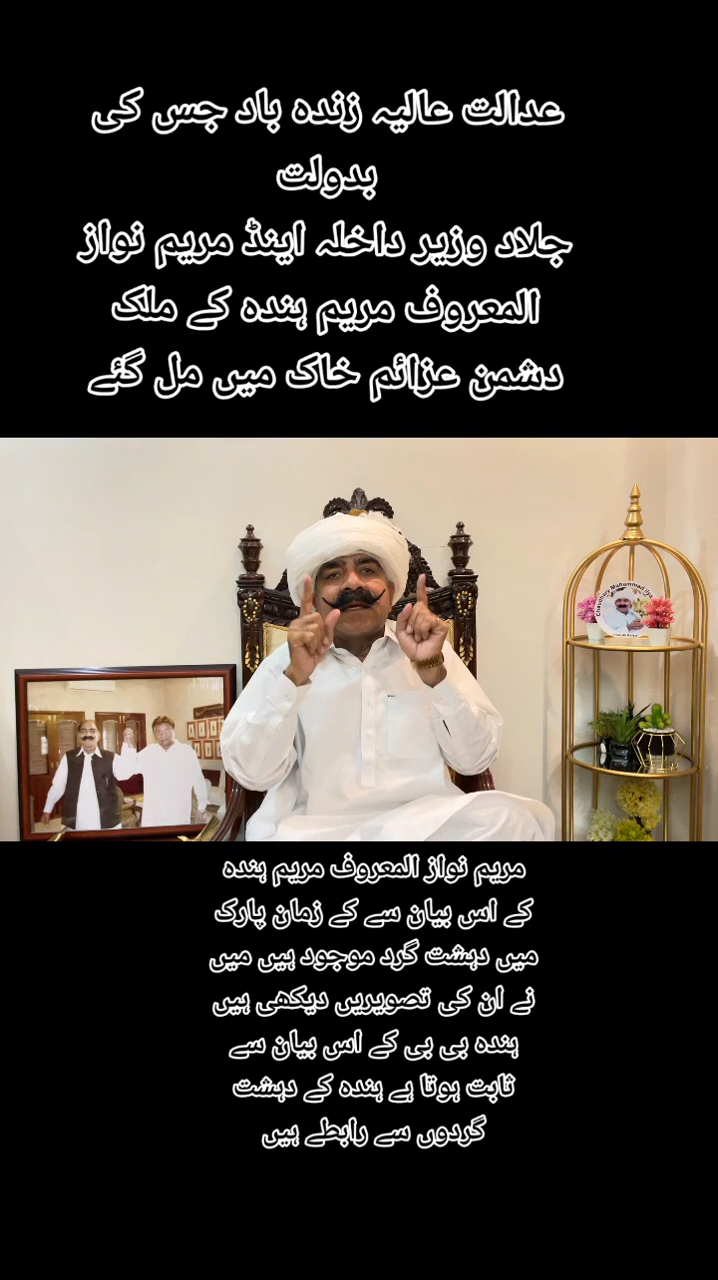 عدالت عالیہ زندہ باد جس کی
بدولت
جلاد وزیر داخلہ اینڈ مریم نواز
المعروف مریم ہندہ کے ملک
دشمن عزائم خاک میں مل گئے
Chaudhary Muhammad Ilyas
مریم نواز المعروف مریم ہندہ
کے اس بیان سے کے زمان پارک
میں دہشت گرد موجود ہیں میں
نے ان کی تصویریں دیکھی ہیں
ہندہ بی بی کے اس بیان سے
ثابت ہوتا ہے ہندہ کے دہشت
گردوں سے رابطے ہیں